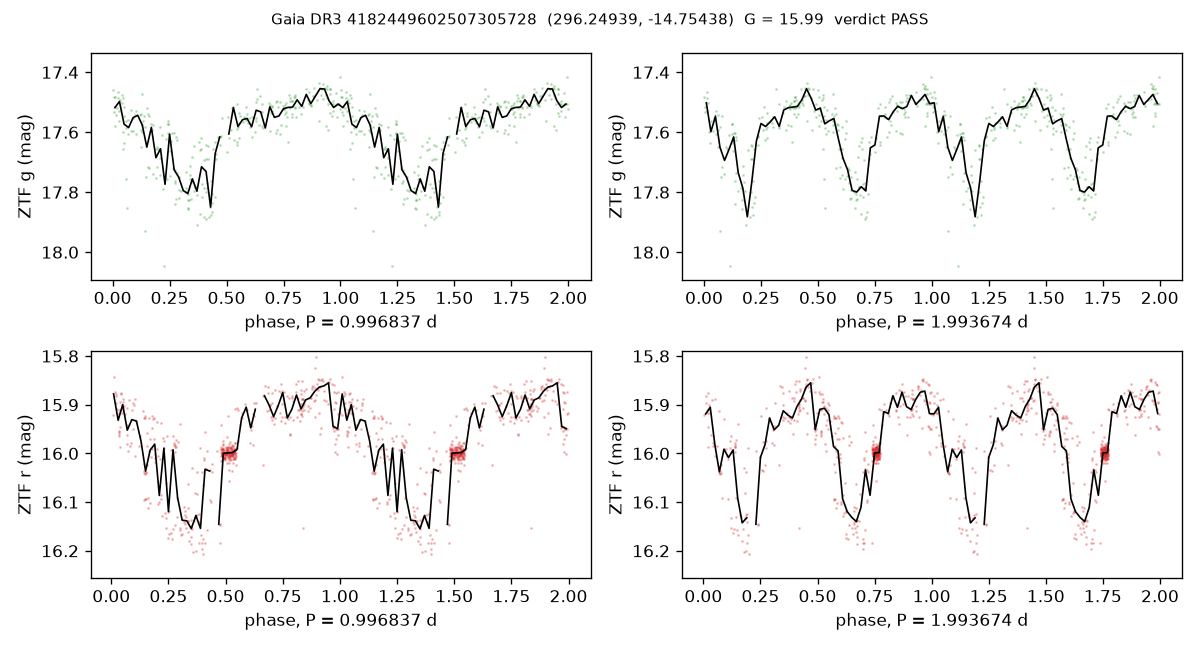 Gaia DR3 4182449602507305728 (296.24939, -14.75438) G = 15.99 verdict PASS
17.4
17.6
17.8
18.0
ZTF g (mag)
0.00 0.25 0.50 0.75 1.00 1.25 1.50 1.75 2.00
phase, P = 0.996837 d
17.4
17.6
17.8
18.0
ZTF g (mag)
0.00 0.25 0.50 0.75 1.00 1.25 1.50 1.75 2.00
phase, P = 1.993674 d
15.8
15.9
16.0
16.1
16.2
ZTF r (mag)
0.00 0.25 0.50 0.75 1.00 1.25 1.50 1.75 2.00
phase, P = 0.996837 d
15.8
15.9
16.0
16.1
16.2
ZTF r (mag)
0.00 0.25 0.50 0.75 1.00 1.25 1.50 1.75 2.00
phase, P = 1.993674 d